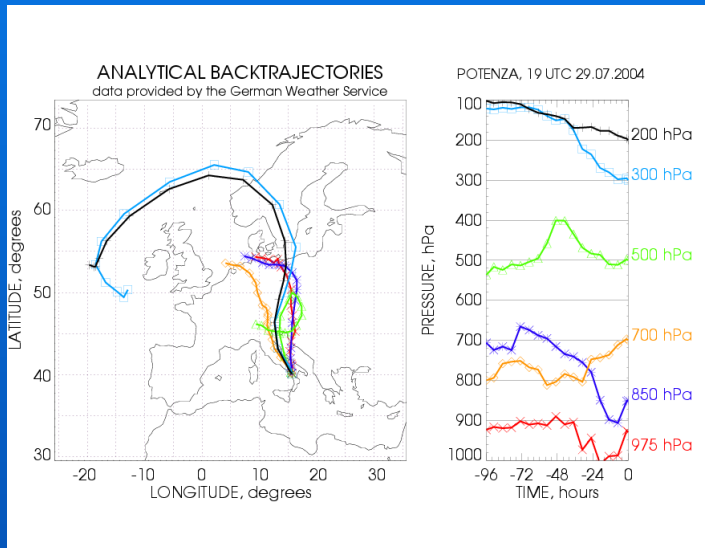 ANALYTICAL BACKTRAJECTORIES
data provided by the German Weather Service
LATITUDE, degrees
70
60
50
40
30
-20 -10 0 10 20 30
LONGITUDE, degrees
POTENZA, 19 UTC 29.07.2004
PRESSURE, hPa
100
200
300
400
500
600
700
800
900
1000
200 hPa
300 hPa
500 hPa
700 hPa
850 hPa
975 hPa
-96 -72 -48 -24 0
TIME, hours